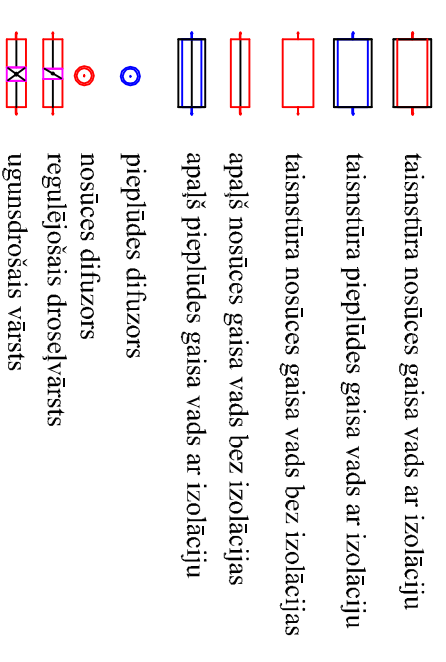 taisnstūra nosūces gaisa vads ar izolāciju
taisnstūra pieplūdes gaisa vads ar izolāciju
taisnstūra nosūces gaisa vads bez izolācijas
apaļš nosūces gaisa vads bez izolācijas
apaļš pieplūdes gaisa vads ar izolāciju
pieplūdes difuzors
nosūces difuzors
regulējošais droseļvārsts
ugunsdrošais vārsts